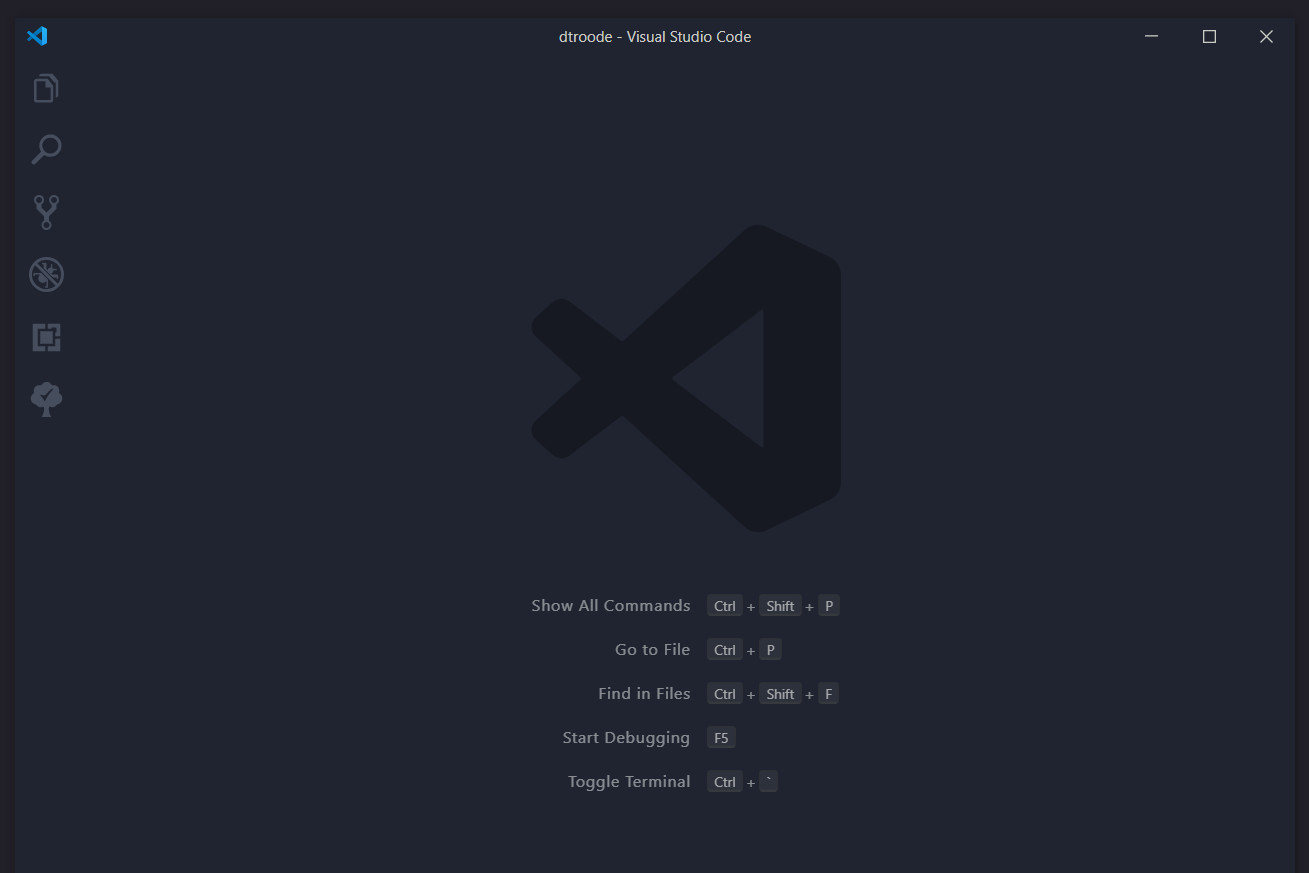 dtroode - Visual Studio Code
Show All Commands Ctrl + Shift + P
Go to File Ctrl + P
Find in Files Ctrl + Shift + F
Start Debugging F5
Toggle Terminal Ctrl + `